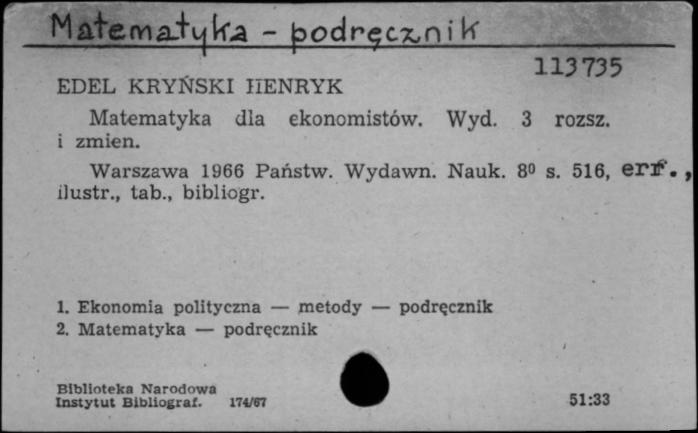 Matematyka - podręcznik
113735
EDEL KRYŃSKI HENRYK
Matematyka dla ekonomistów. Wyd. 3 rozsz.
i zmien.
Warszawa 1966 Państw. Wydawn. Nauk. 8º s. 516, err.,
ilustr., tab., bibliogr.
1. Ekonomia polityczna — metody — podręcznik
2. Matematyka — podręcznik
Biblioteka Narodowa
Instytut Bibliograf. 174/67
51:33